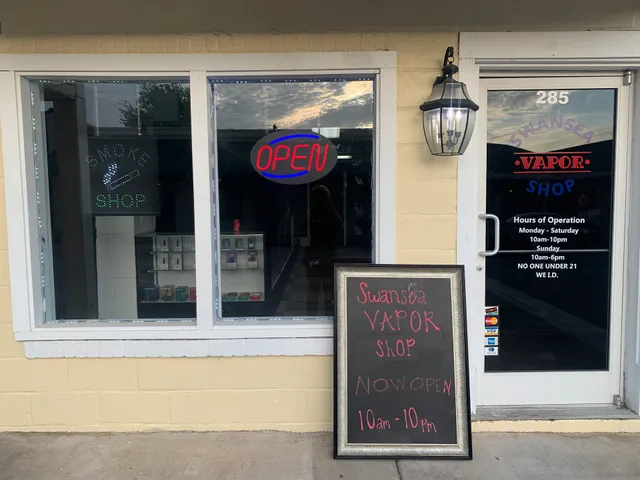 SMOKE
SHOP
OPEN
285
SWANSEA
VAPOR
SHOP
Hours of Operation
Monday - Saturday
10am-10pm
Sunday
10am-6pm
NO ONE UNDER 21
WE I.D.
VISA
Swansea
VAPOR
SHOP
NOW OPEN
10am - 10pm